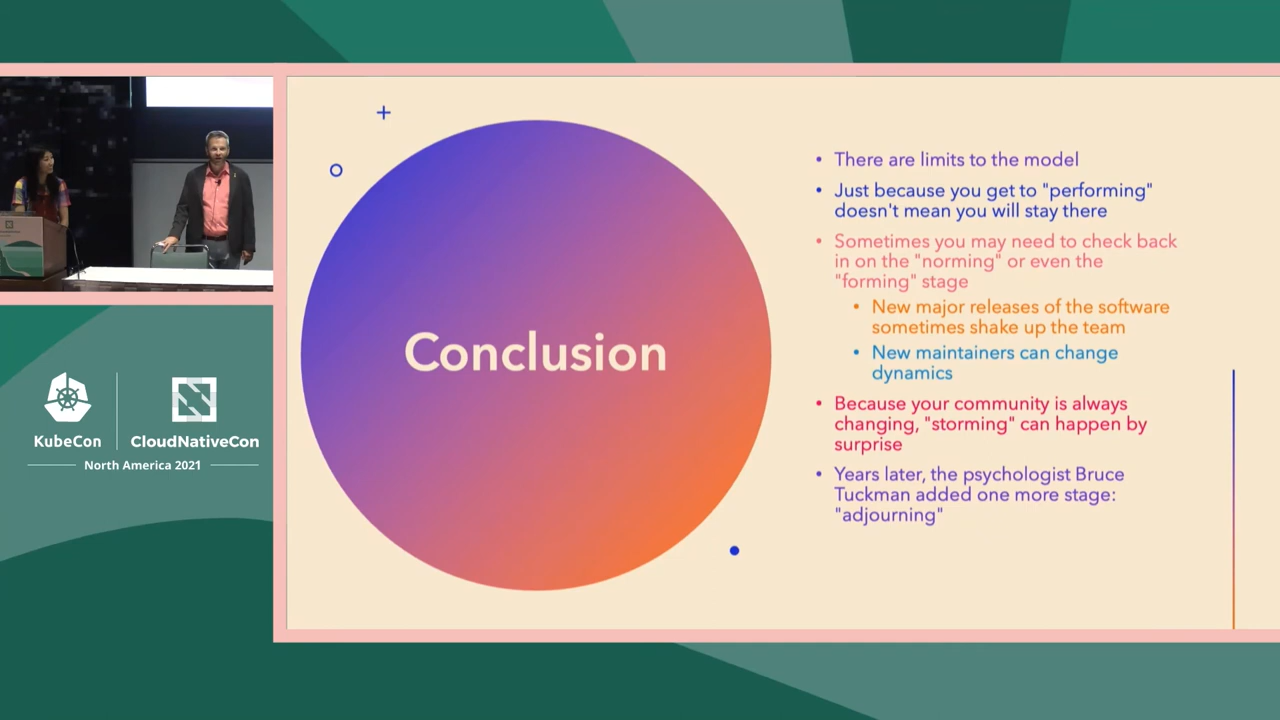 KubeCon
CloudNativeCon
North America 2021
Conclusion
• There are limits to the model
• Just because you get to "performing"
doesn't mean you will stay there
• Sometimes you may need to check back
in on the "norming" or even the
"forming" stage
• New major releases of the software
sometimes shake up the team
• New maintainers can change
dynamics
• Because your community is always
changing, "storming" can happen by
surprise
• Years later, the psychologist Bruce
Tuckman added one more stage:
"adjourning"